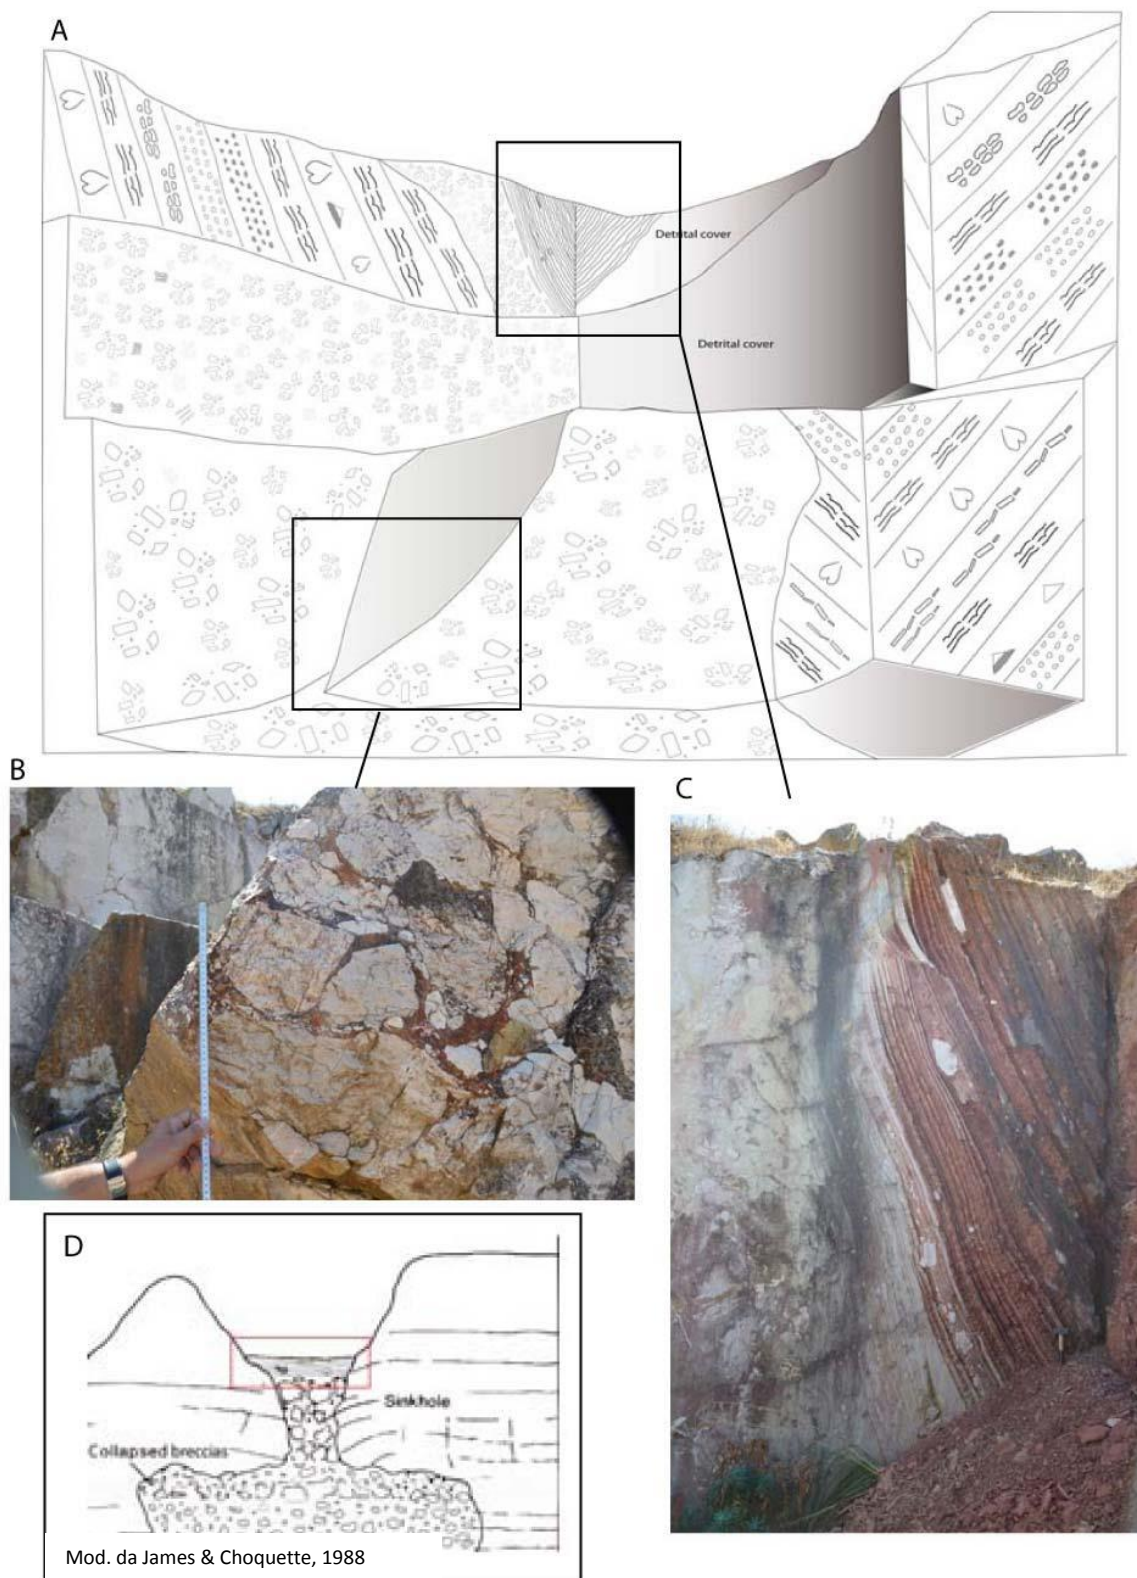 A
Detrital cover
Detrital cover
B
C
D
Sinkhole
Collapsed breccias
Mod. da James & Choquette, 1988